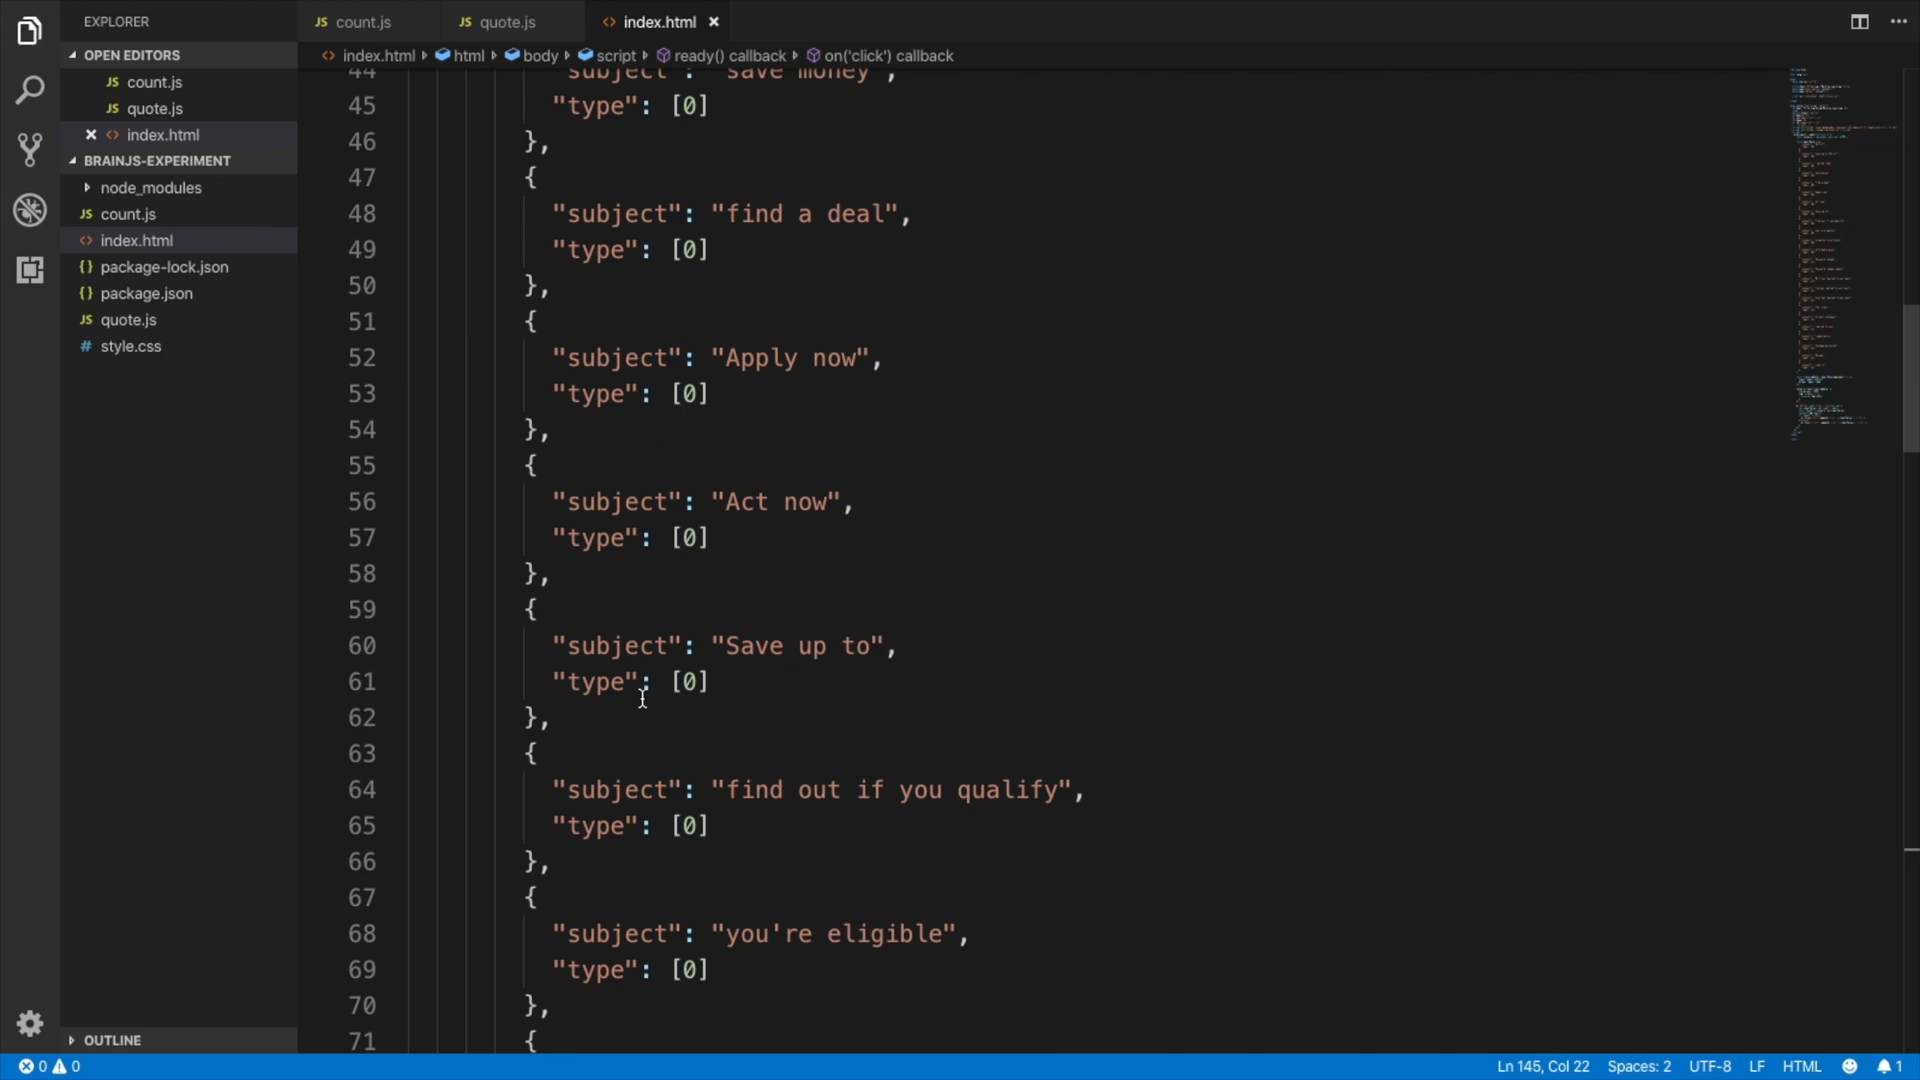 EXPLORER
OPEN EDITORS
JS count.js
JS quote.js
<> index.html
BRAINJS-EXPERIMENT
node_modules
JS count.js
<> index.html
{} package-lock.json
{} package.json
JS quote.js
# style.css
OUTLINE
JS count.js
JS quote.js
<> index.html
<> index.html html body script ready() callback on('click') callback
44 "subject": "save money",
45 "type": [0]
46 },
47 {
48 "subject": "find a deal",
49 "type": [0]
50 },
51 {
52 "subject": "Apply now",
53 "type": [0]
54 },
55 {
56 "subject": "Act now",
57 "type": [0]
58 },
59 {
60 "subject": "Save up to",
61 "type": [0]
62 },
63 {
64 "subject": "find out if you qualify",
65 "type": [0]
66 },
67 {
68 "subject": "you're eligible",
69 "type": [0]
70 },
71 {
0 0 Ln 145, Col 22 Spaces: 2 UTF-8 LF HTML 1